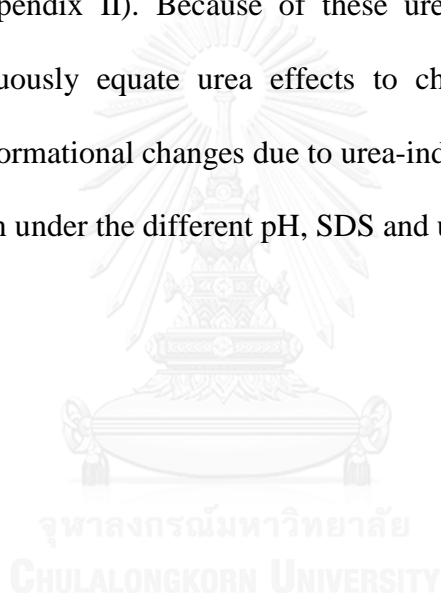 pendix II). Because of these ure
uously equate urea effects to ch
formational changes due to urea-ind
n under the different pH, SDS and u
จุฬาลงกรณ์มหาวิทยาลัย
CHULALONGKORN UNIVERSITY